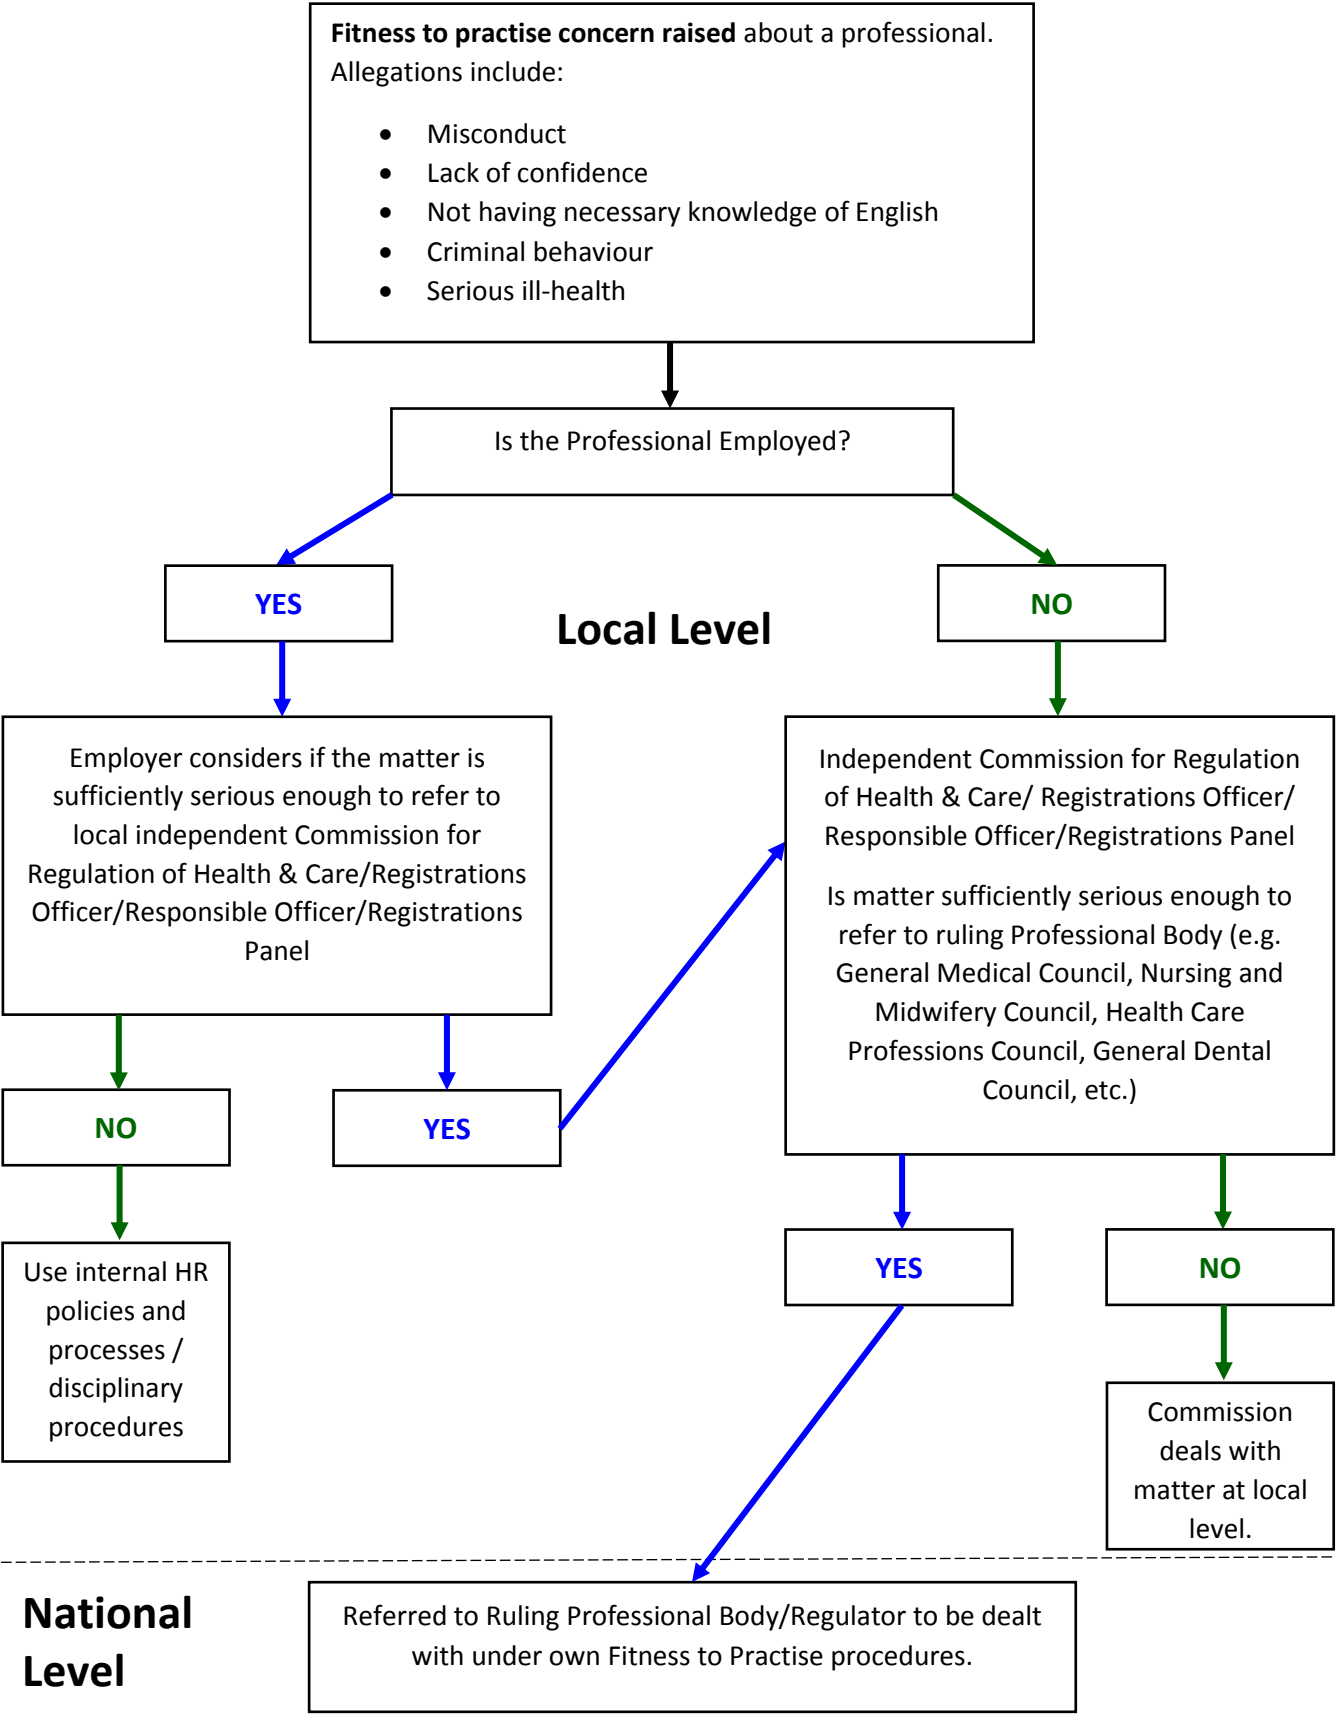 Fitness to practise concern raised about a professional.
Allegations include:
• Misconduct
• Lack of confidence
• Not having necessary knowledge of English
• Criminal behaviour
• Serious ill-health
Is the Professional Employed?
YES
NO
Local Level
Employer considers if the matter is
sufficiently serious enough to refer to
local independent Commission for
Regulation of Health & Care/Registrations
Officer/Responsible Officer/Registrations
Panel
Independent Commission for Regulation
of Health & Care/ Registrations Officer/
Responsible Officer/Registrations Panel
Is matter sufficiently serious enough to
refer to ruling Professional Body (e.g.
General Medical Council, Nursing and
Midwifery Council, Health Care
Professions Council, General Dental
Council, etc.)
NO
YES
YES
NO
Use internal HR
policies and
processes /
disciplinary
procedures
Commission
deals with
matter at local
level.
National
Level
Referred to Ruling Professional Body/Regulator to be dealt
with under own Fitness to Practise procedures.